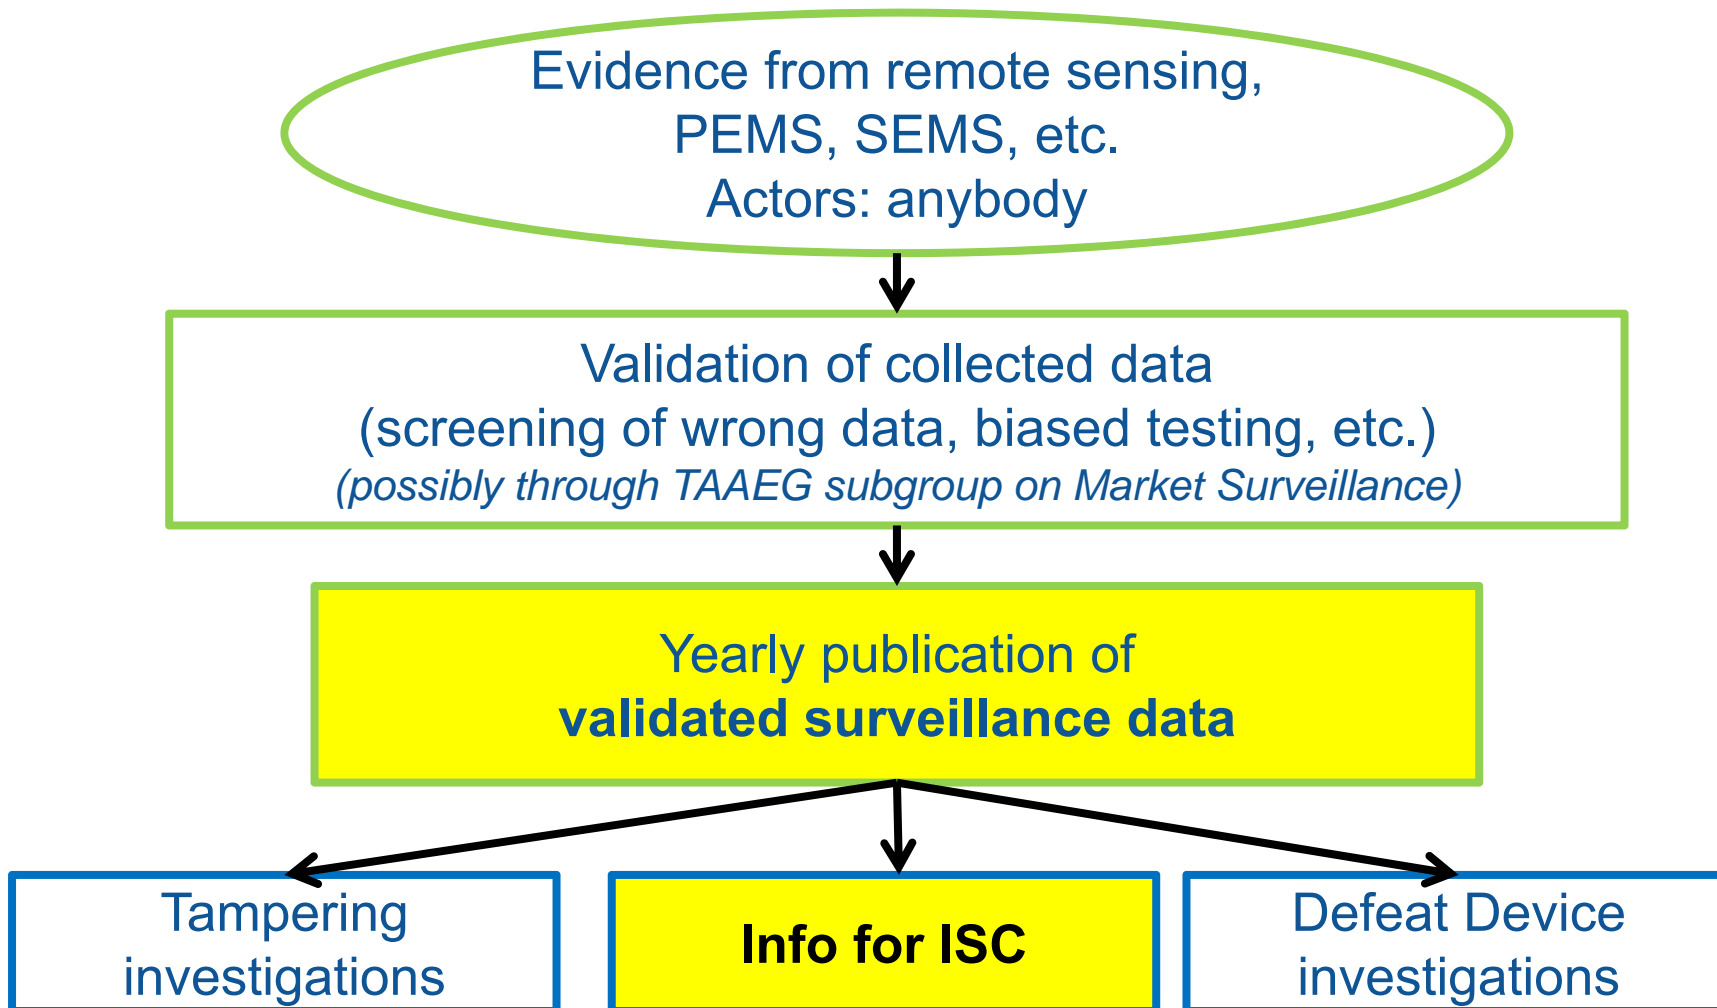 Evidence from remote sensing,
PEMS, SEMS, etc.
Actors: anybody
Validation of collected data
(screening of wrong data, biased testing, etc.)
(possibly through TAAEG subgroup on Market Surveillance)
Yearly publication of
validated surveillance data
Tampering
investigations
Info for ISC
Defeat Device
investigations